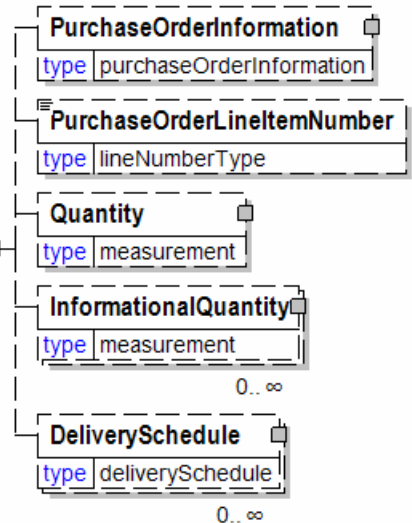 PurchaseOrderInformation
type purchaseOrderInformation
PurchaseOrderLineItemNumber
type lineNumberType
Quantity
type measurement
InformationalQuantity
type measurement
0.. ∞
DeliverySchedule
type deliverySchedule
0.. ∞